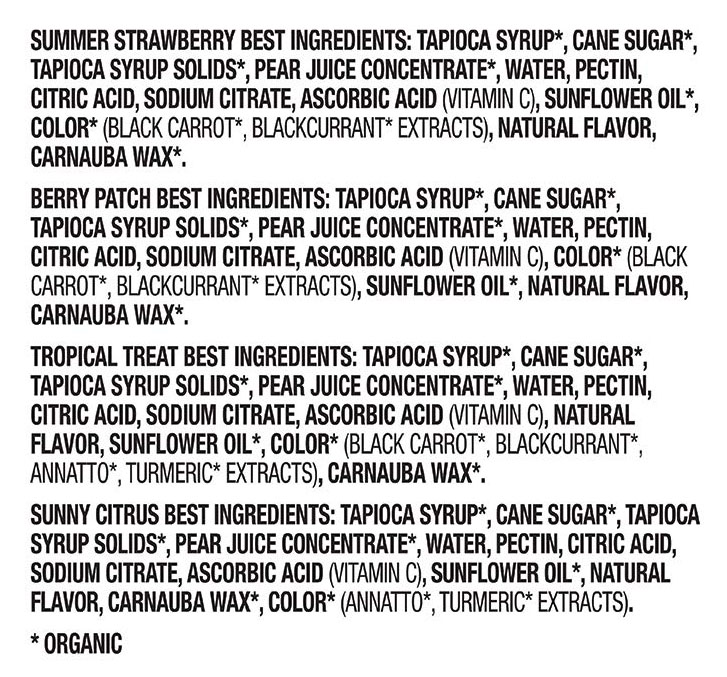 SUMMER STRAWBERRY BEST INGREDIENTS: TAPIOCA SYRUP*, CANE SUGAR*,
TAPIOCA SYRUP SOLIDS*, PEAR JUICE CONCENTRATE*, WATER, PECTIN,
CITRIC ACID, SODIUM CITRATE, ASCORBIC ACID (VITAMIN C), SUNFLOWER OIL*,
COLOR* (BLACK CARROT*, BLACKCURRANT* EXTRACTS), NATURAL FLAVOR,
CARNAUBA WAX*.
BERRY PATCH BEST INGREDIENTS: TAPIOCA SYRUP*, CANE SUGAR*,
TAPIOCA SYRUP SOLIDS*, PEAR JUICE CONCENTRATE*, WATER, PECTIN,
CITRIC ACID, SODIUM CITRATE, ASCORBIC ACID (VITAMIN C), COLOR* (BLACK
CARROT*, BLACKCURRANT* EXTRACTS), SUNFLOWER OIL*, NATURAL FLAVOR,
CARNAUBA WAX*.
TROPICAL TREAT BEST INGREDIENTS: TAPIOCA SYRUP*, CANE SUGAR*,
TAPIOCA SYRUP SOLIDS*, PEAR JUICE CONCENTRATE*, WATER, PECTIN,
CITRIC ACID, SODIUM CITRATE, ASCORBIC ACID (VITAMIN C), NATURAL
FLAVOR, SUNFLOWER OIL*, COLOR* (BLACK CARROT*, BLACKCURRANT*,
ANNATTO*, TURMERIC* EXTRACTS), CARNAUBA WAX*.
SUNNY CITRUS BEST INGREDIENTS: TAPIOCA SYRUP*, CANE SUGAR*, TAPIOCA
SYRUP SOLIDS*, PEAR JUICE CONCENTRATE*, WATER, PECTIN, CITRIC ACID,
SODIUM CITRATE, ASCORBIC ACID (VITAMIN C), SUNFLOWER OIL*, NATURAL
FLAVOR, CARNAUBA WAX*, COLOR* (ANNATTO*, TURMERIC* EXTRACTS).
* ORGANIC